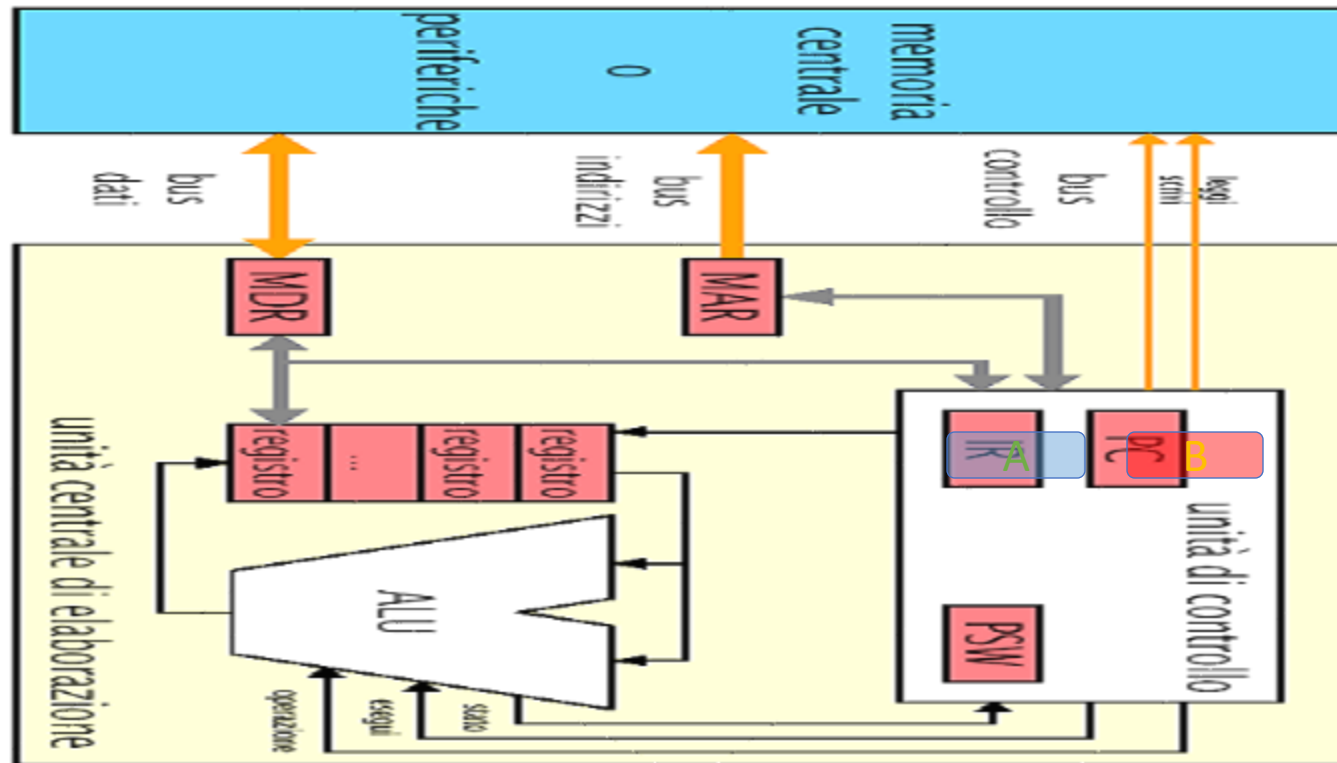 memoria
centrale
o
periferiche
leggi
scrivi
bus
controllo
bus
indirizzi
bus
dati
MDR
MAR
IR
A
PC
B
registro
...
registro
registro
unità di controllo
PSW
ALU
stato
esegui
operazione
unità centrale di elaborazione